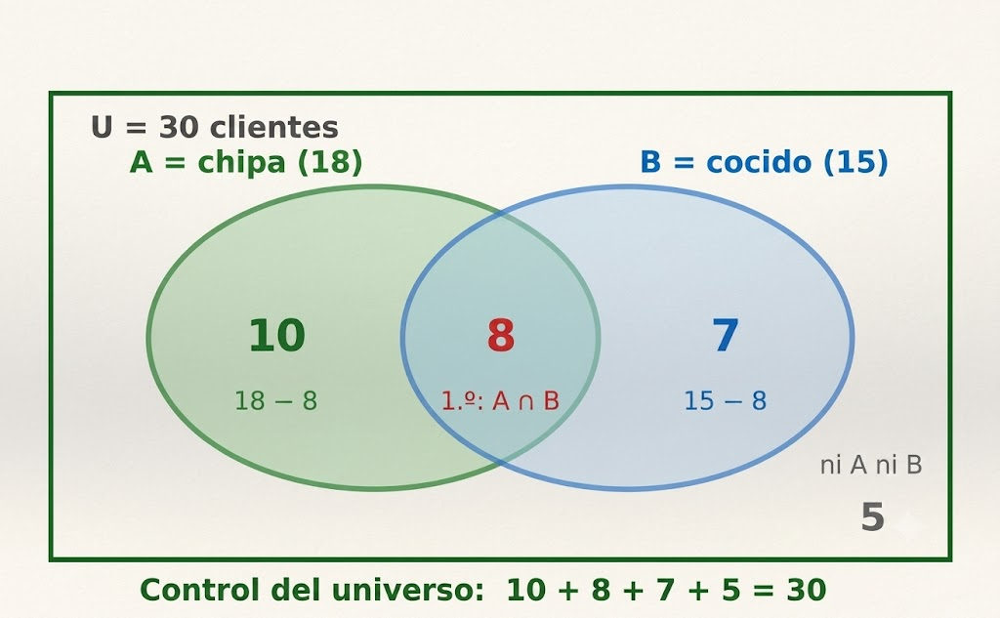 U = 30 clientes
A = chipa (18)
B = cocido (15)
10
8
7
18 − 8
1.º: A ∩ B
15 − 8
ni A ni B
5
Control del universo: 10 + 8 + 7 + 5 = 30